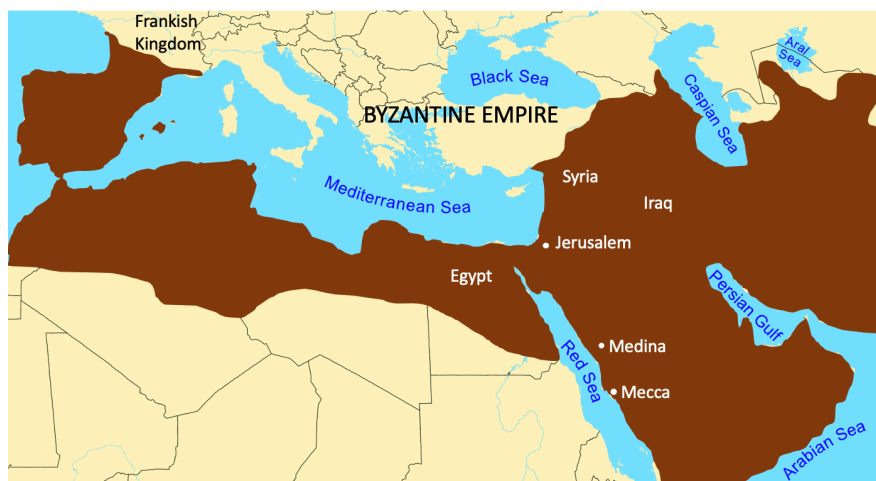 Frankish
Kingdom
Aral
Sea
Black Sea
Caspian Sea
BYZANTINE EMPIRE
Syria
Mediterranean Sea
Iraq
Jerusalem
Egypt
Persian Gulf
Medina
Red Sea
Mecca
Arabian Sea